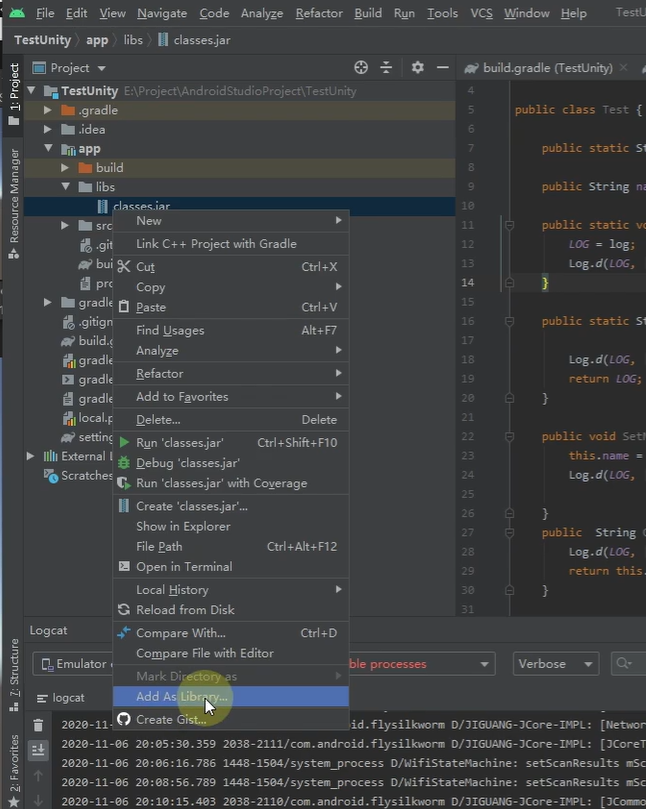 File Edit View Navigate Code Analyze Refactor Build Run Tools VCS Window Help TestU
TestUnity app libs classes.jar
Project build.gradle (TestUnity)
1: Project
Resource Manager
7: Structure
2: Favorites
TestUnity E:\Project\AndroidStudioProject\TestUnity
.gradle
.idea
app
build
libs
classes.jar
src
.git
bui
pro
gradle
.gitign
build.g
gradle
gradle
gradle
local.p
setting
External L
Scratches
New
Link C++ Project with Gradle
Cut Ctrl+X
Copy
Paste Ctrl+V
Find Usages Alt+F7
Analyze
Refactor
Add to Favorites
Delete... Delete
Run 'classes.jar' Ctrl+Shift+F10
Debug 'classes.jar'
Run 'classes.jar' with Coverage
Create 'classes.jar'...
Show in Explorer
File Path Ctrl+Alt+F12
Open in Terminal
Local History
Reload from Disk
Compare With... Ctrl+D
Compare File with Editor
Mark Directory as
Add As Library...
Create Gist...
4
5 public class Test {
6
7 public static St
8
9 public String na
10
11 public static vo
12 LOG = log;
13 Log.d(LOG,
14 }
15
16 public static St
17
18 Log.d(LOG,
19 return LOG;
20 }
21
22 public void SetN
23 this.name =
24 Log.d(LOG,
25
26 }
27 public String
28 Log.d(LOG,
29 return this.
30 }
31
Logcat
Emulator ble processes Verbose
logcat
2020-11- .android.flysilkworm D/JIGUANG-JCore-IMPL: [Networ
2020-11-06 20:05:30.359 2038-2111/com.android.flysilkworm D/JIGUANG-JCore-IMPL: [JCoreT
2020-11-06 20:06:16.786 1448-1504/system_process D/WifiStateMachine: setScanResults mSc
2020-11-06 20:08:56.789 1448-1504/system_process D/WifiStateMachine: setScanResults mSc
2020-11-06 20:10:15.403 2038-2110/com.android.flysilkworm D/JIGUANG-JCore-IMPL: [JCommo